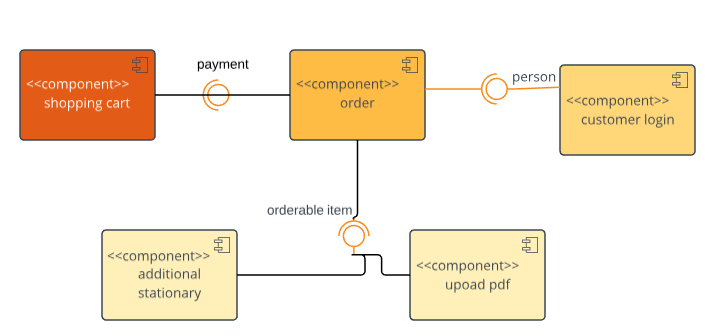 payment
<<component>>
shopping cart
<<component>>
order
person
<<component>>
customer login
orderable item
<<component>>
additional
stationary
<<component>>
upoad pdf